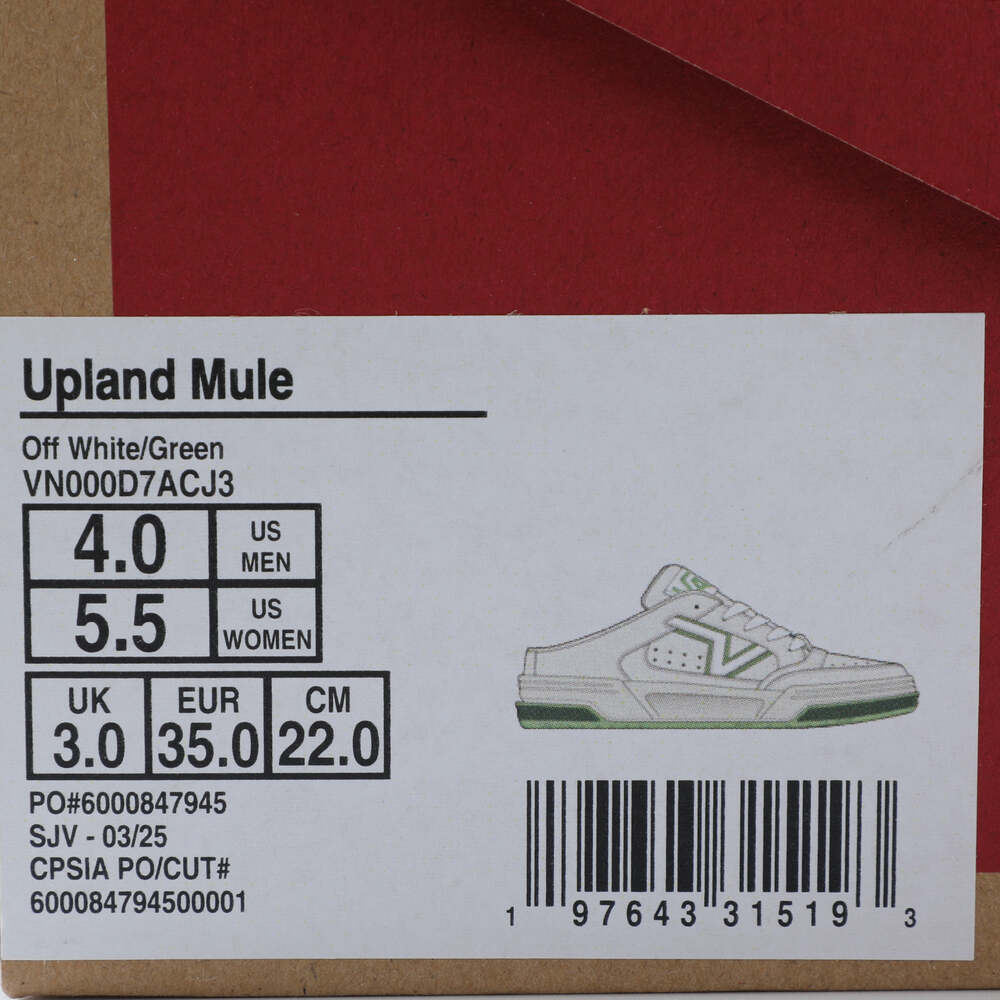 Upland Mule
Off White/Green
VN000D7ACJ3
4.0 US MEN
5.5 US WOMEN
UK EUR CM
3.0 35.0 22.0
PO#6000847945
SJV - 03/25
CPSIA PO/CUT#
600084794500001
1 97643 31519 3